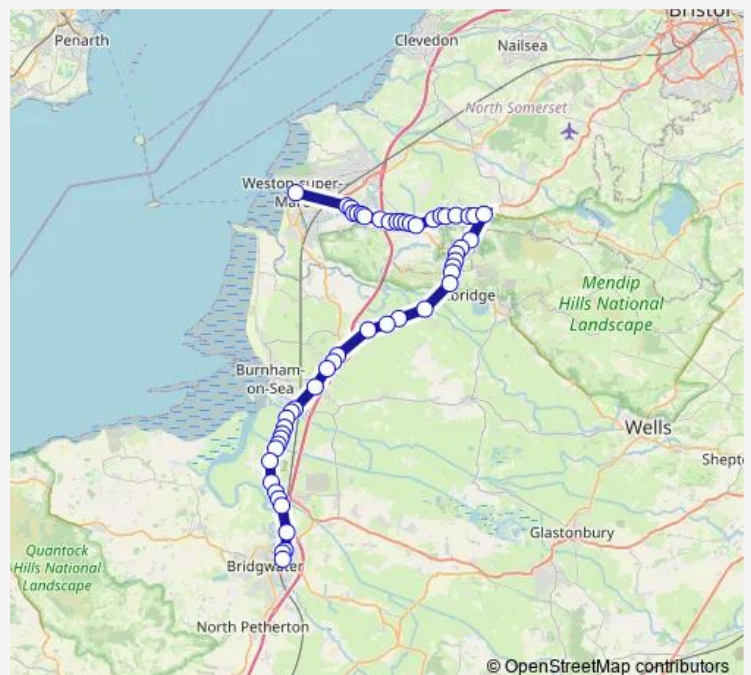 Bristol
Penarth
Clevedon
Nailsea
North Somerset
Weston-super-
Mare
Mendip
Hills National
Landscape
Burnham-
on-Sea
Wells
Glastonbury
Quantock
Hills National
Landscape
Bridgwater
North Petherton
© OpenStreetMap contributors